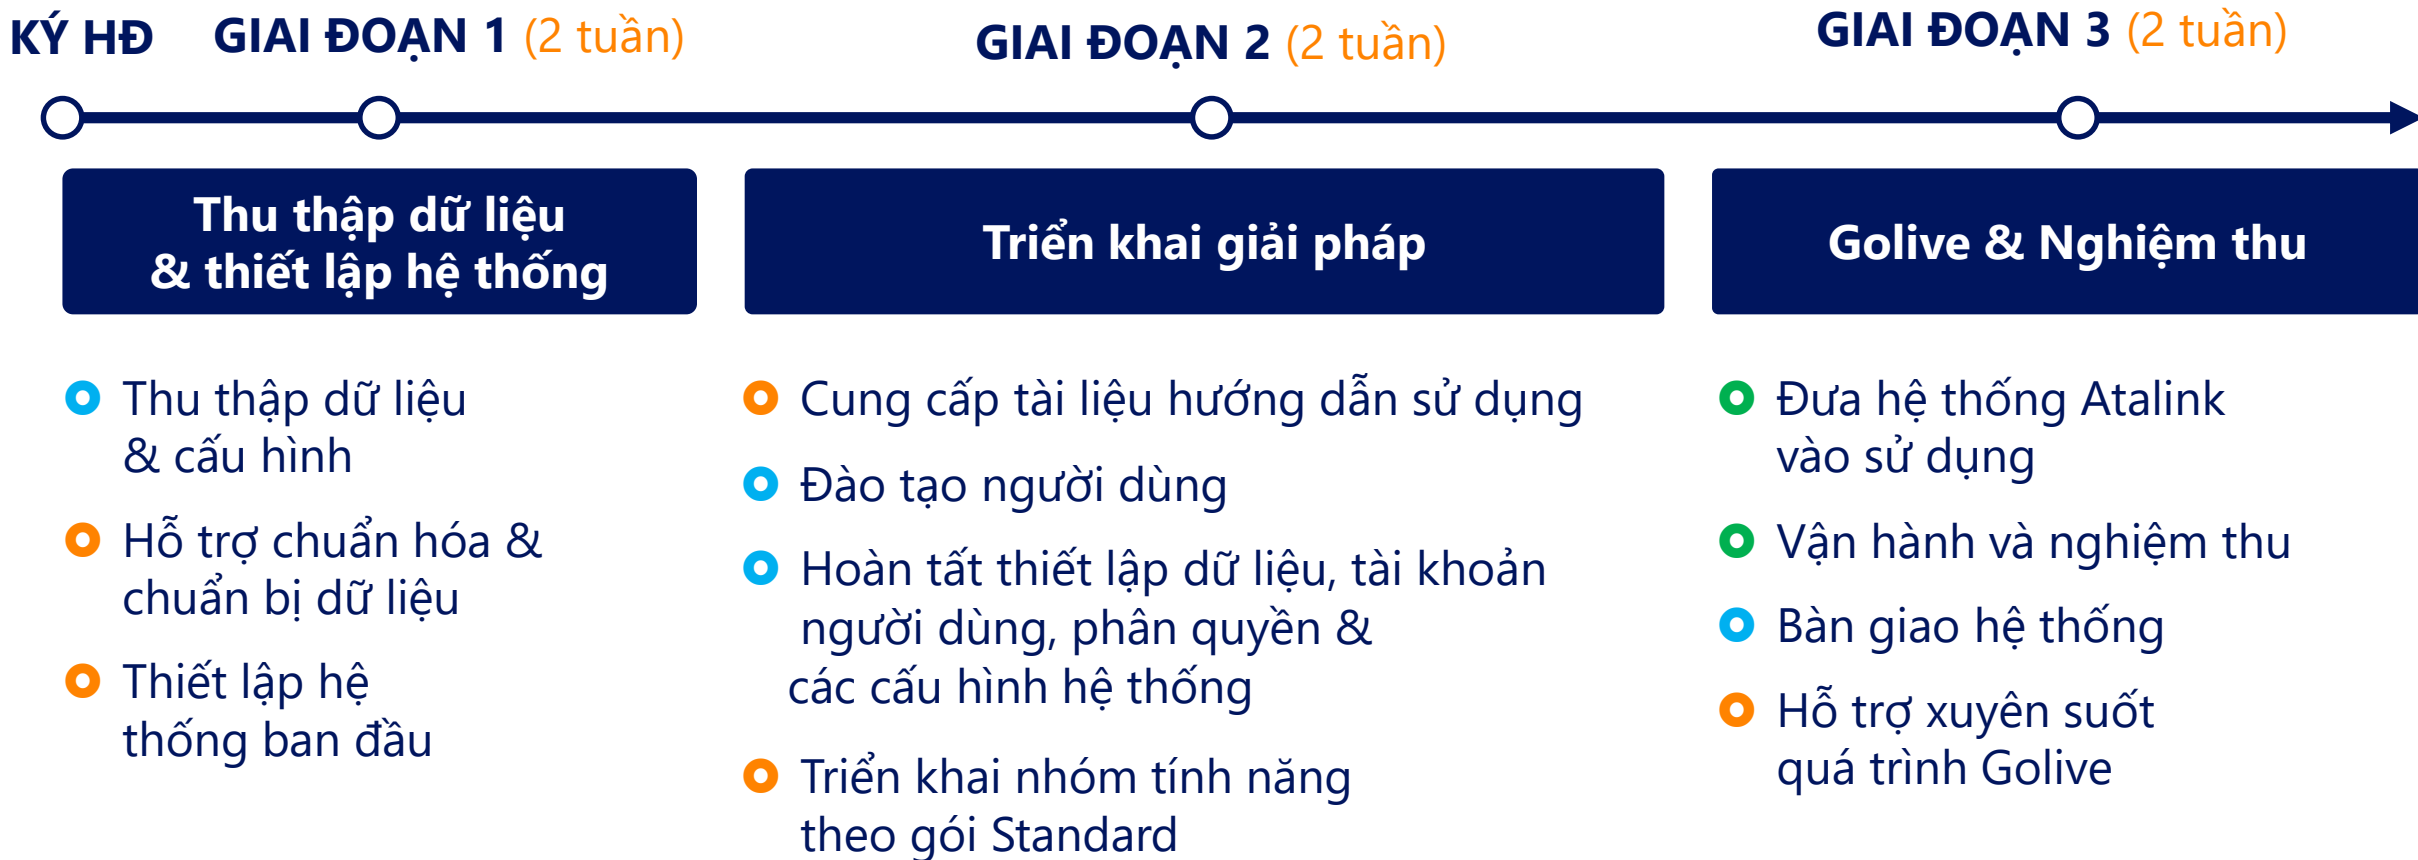 KÝ HĐ
GIAI ĐOẠN 1 (2 tuần)
GIAI ĐOẠN 2 (2 tuần)
GIAI ĐOẠN 3 (2 tuần)
Thu thập dữ liệu
& thiết lập hệ thống
Thu thập dữ liệu
& cấu hình
Hỗ trợ chuẩn hóa &
chuẩn bị dữ liệu
Thiết lập hệ
thống ban đầu
Triển khai giải pháp
Cung cấp tài liệu hướng dẫn sử dụng
Đào tạo người dùng
Hoàn tất thiết lập dữ liệu, tài khoản
người dùng, phân quyền &
các cấu hình hệ thống
Triển khai nhóm tính năng
theo gói Standard
Golive & Nghiệm thu
Đưa hệ thống Atalink
vào sử dụng
Vận hành và nghiệm thu
Bàn giao hệ thống
Hỗ trợ xuyên suốt
quá trình Golive